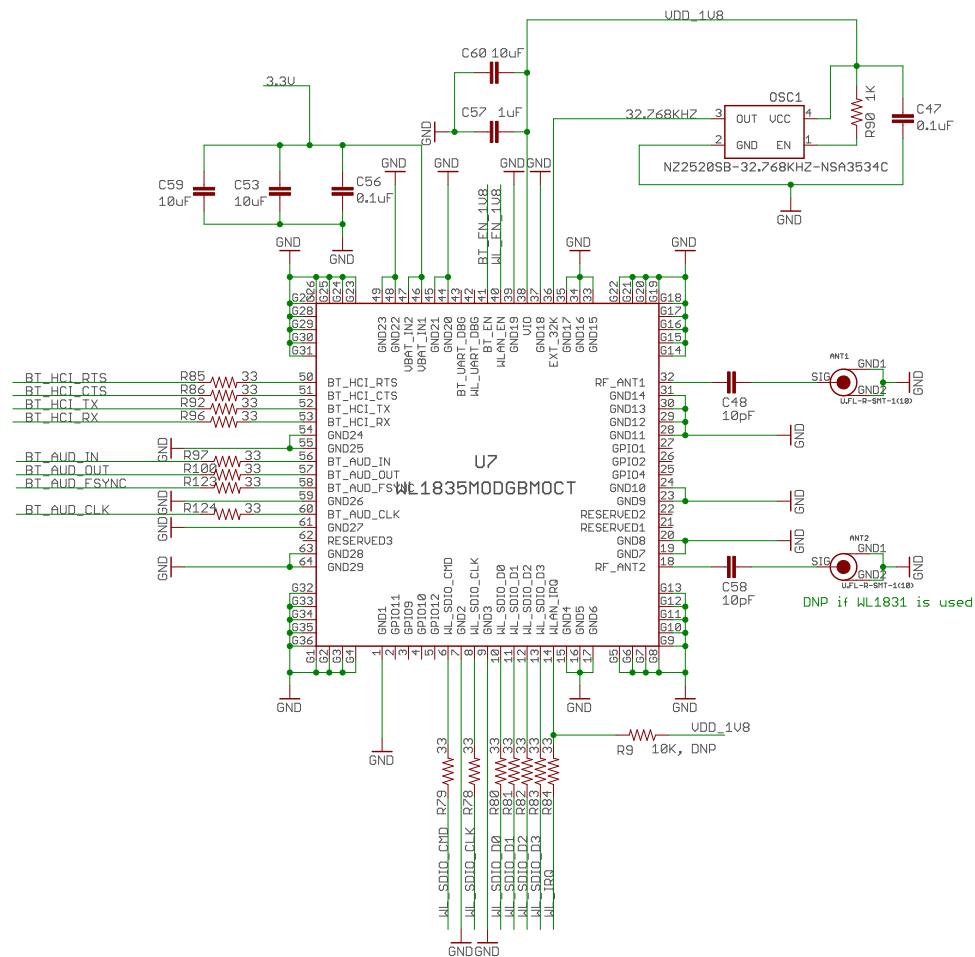 VDD_1V8
C60 10uF
3.3V
C57 1uF
GND
32.768KHZ
OSC1
3 OUT VCC 4
2 GND EN 1
R90 1K
C47
0.1uF
NZ2520SB-32.768KHZ-NSA3534C
GND
C59
10uF
C53
10uF
C56
0.1uF
GND
GND
GND
GND GND
BT_EN_1V8
WL_EN_1V8
GND
GND
GND
G26
G25
G24
G23
49
48
47
46
45
44
43
42
41
40
39
38
37
36
35
34
33
G22
G21
G20
G19
G27
G28
G29
G30
G31
G18
G17
G16
G15
G14
GND23
GND22
VBAT_IN2
VBAT_IN1
GND21
GND20
BT_UART_DBG
WL_UART_DBG
BT_EN
WLAN_EN
GND19
VIO
GND18
EXT_32K
GND17
GND16
GND15
BT_HCI_RTS R85 33 50 BT_HCI_RTS
BT_HCI_CTS R86 33 51 BT_HCI_CTS
BT_HCI_TX R92 33 52 BT_HCI_TX
BT_HCI_RX R96 33 53 BT_HCI_RX
54 GND24
GND 55 GND25
BT_AUD_IN R97 33 56 BT_AUD_IN
BT_AUD_OUT R100 33 57 BT_AUD_OUT
BT_AUD_FSYNC R123 33 58 BT_AUD_FSYNC
GND 59 GND26
BT_AUD_CLK R124 33 60 BT_AUD_CLK
GND 61 GND27
62 RESERVED3
63 GND28
GND 64 GND29
U7
WL1835MODGBMOCT
RF_ANT1 32
GND14 31
GND13 30
GND12 29
GND11 28 GND
GPIO1 27
GPIO2 26
GPIO4 25
GND10 24
GND9 23 GND
RESERVED2 22
RESERVED1 21
GND8 20 GND
GND7 19
RF_ANT2 18
C48
10pF
ANT1
SIG
GND1
GND2
U.FL-R-SMT-1(10)
GND
C58
10pF
ANT2
SIG
GND1
GND2
U.FL-R-SMT-1(10)
GND
DNP if WL1831 is used
G32
G33
G34
G35
G36
G13
G12
G11
G10
G9
GND1
GPIO11
GPIO9
GPIO10
GPIO12
WL_SDIO_CMD
GND2
WL_SDIO_CLK
GND3
WL_SDIO_D0
WL_SDIO_D1
WL_SDIO_D2
WL_SDIO_D3
WLAN_IRQ
GND4
GND5
GND6
G1
G2
G3
G4
1
2
3
4
5
6
7
8
9
10
11
12
13
14
15
16
17
G5
G6
G7
G8
GND
GND
GND
GND
VDD_1V8
R9 10K, DNP
33
33
33
33
33
33
33
R79
R78
R80
R81
R82
R83
R84
WL_SDIO_CMD
WL_SDIO_CLK
WL_SDIO_D0
WL_SDIO_D1
WL_SDIO_D2
WL_SDIO_D3
WL_IRQ
GND GND